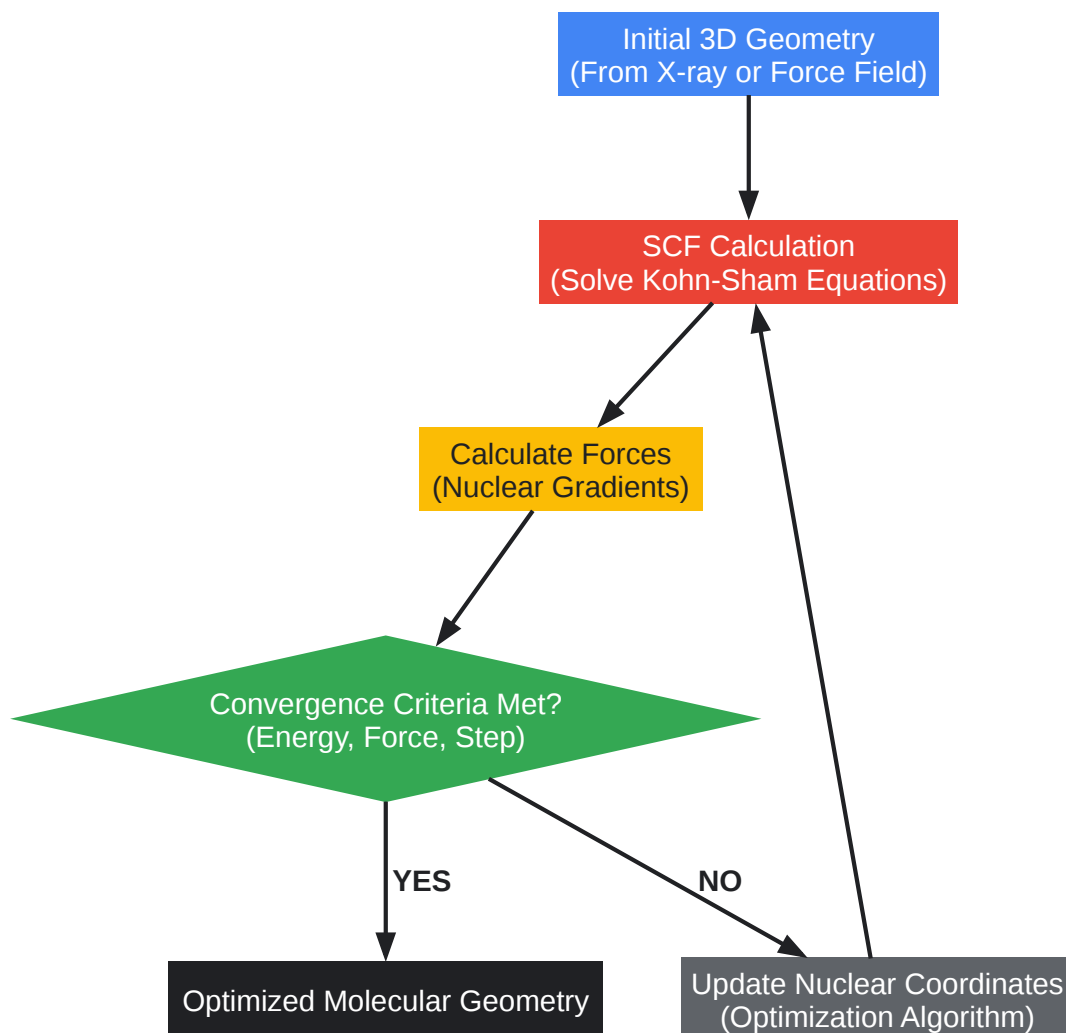 Initial 3D Geometry
(From X-ray or Force Field)
SCF Calculation
(Solve Kohn-Sham Equations)
Calculate Forces
(Nuclear Gradients)
Convergence Criteria Met?
(Energy, Force, Step)
YES
NO
Optimized Molecular Geometry
Update Nuclear Coordinates
(Optimization Algorithm)